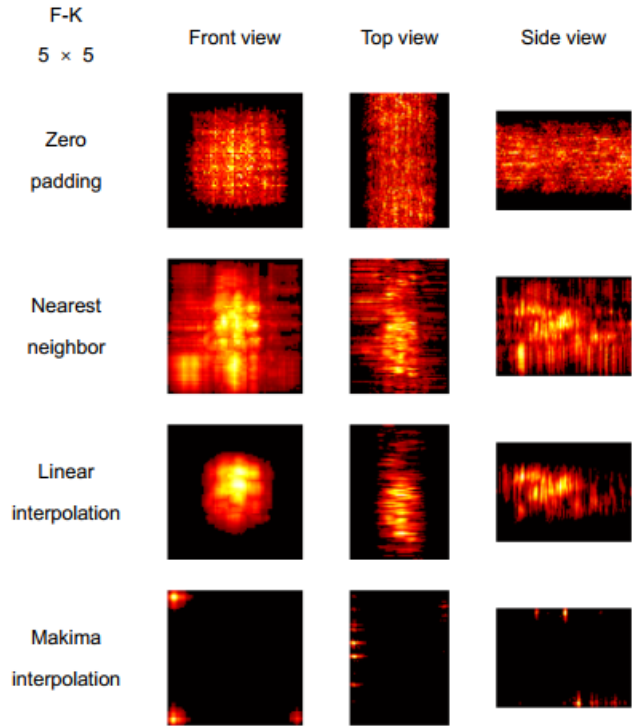 F-K
5 × 5
Front view
Top view
Side view
Zero
padding
Nearest
neighbor
Linear
interpolation
Makima
interpolation